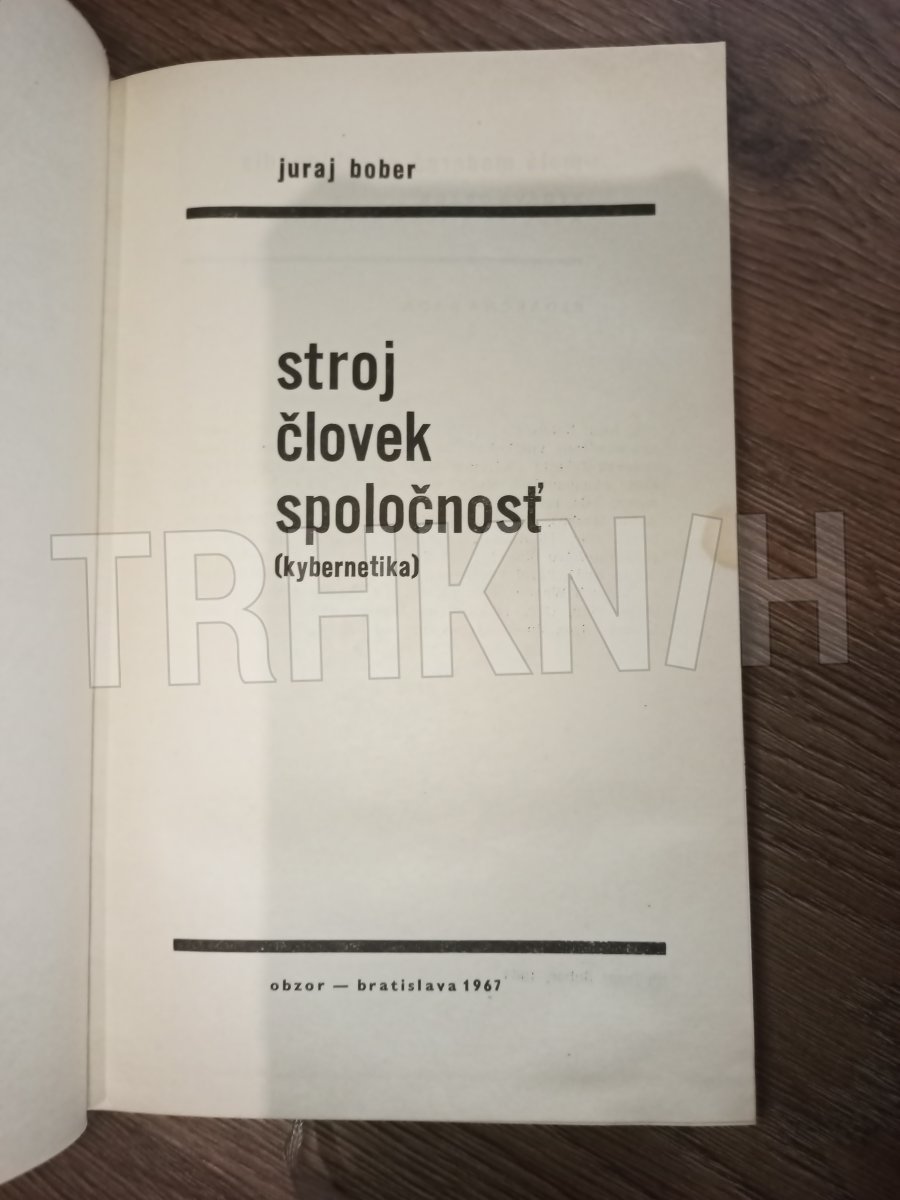 juraj bober
stroj
človek
spoločnosť
(kybernetika)
TRHKNIH
obzor — bratislava 1967